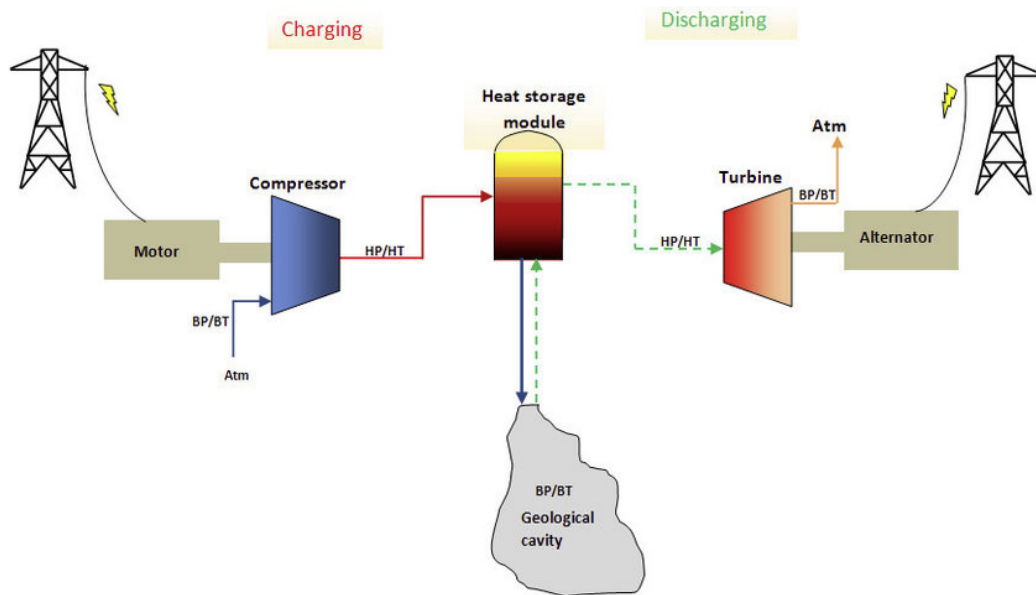 Charging
Discharging
Heat storage
module
Atm
Compressor
Turbine
BP/BT
Motor
HP/HT
HP/HT
Alternator
BP/BT
Atm
BP/BT
Geological
cavity